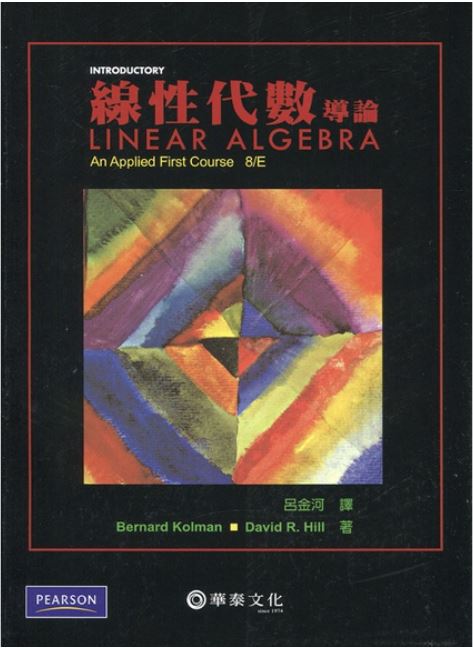 INTRODUCTORY
線性代數 導論
LINEAR ALGEBRA
An Applied First Course 8/E
呂金河 譯
Bernard Kolman ■ David R. Hill 著
PEARSON
華泰文化
since 1974